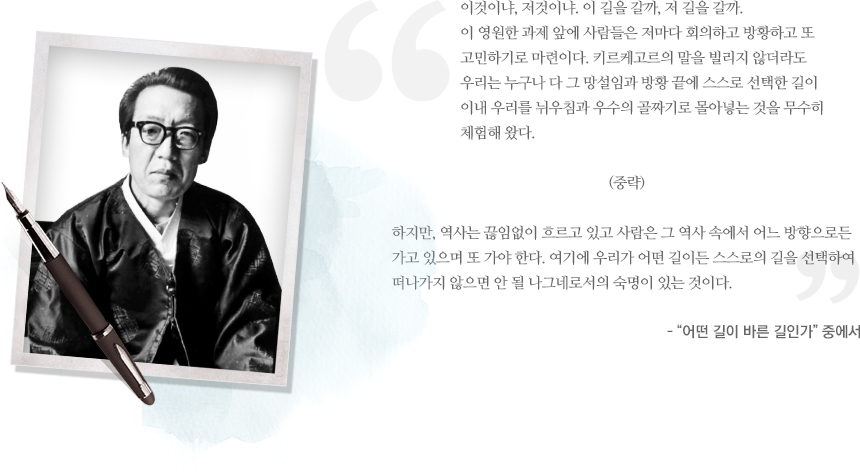 이것이냐, 저것이냐. 이 길을 갈까, 저 길을 갈까.
이 영원한 과제 앞에 사람들은 저마다 회의하고 방황하고 또
고민하기로 마련이다. 키르케고르의 말을 빌리지 않더라도
우리는 누구나 다 그 망설임과 방황 끝에 스스로 선택한 길이
이내 우리를 뉘우침과 우수의 골짜기로 몰아넣는 것을 무수히
체험해 왔다.
(중략)
하지만, 역사는 끊임없이 흐르고 있고 사람은 그 역사 속에서 어느 방향으로든
가고 있으며 또 가야 한다. 여기에 우리가 어떤 길이든 스스로의 길을 선택하여
떠나가지 않으면 안 될 나그네로서의 숙명이 있는 것이다.
- “어떤 길이 바른 길인가” 중에서